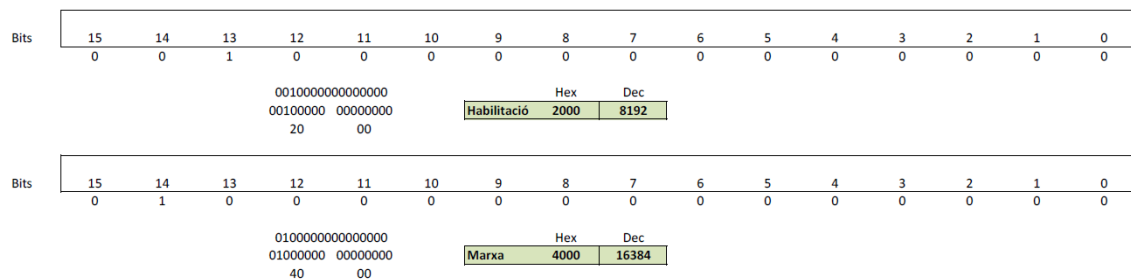 Bits 15 14 13 12 11 10 9 8 7 6 5 4 3 2 1 0
0 0 1 0 0 0 0 0 0 0 0 0 0 0 0 0
0010000000000000 Hex Dec
00100000 00000000 Habilitació 2000 8192
20 00
Bits 15 14 13 12 11 10 9 8 7 6 5 4 3 2 1 0
0 1 0 0 0 0 0 0 0 0 0 0 0 0 0 0
0100000000000000 Hex Dec
01000000 00000000 Marxa 4000 16384
40 00